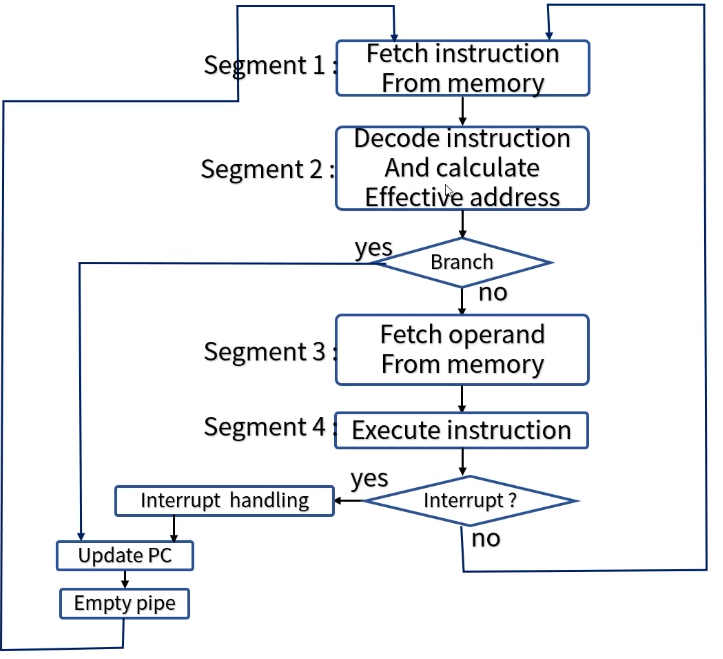 Segment 1 :
Fetch instruction
From memory
Segment 2 :
Decode instruction
And calculate
Effective address
yes
Branch
no
Segment 3 :
Fetch operand
From memory
Segment 4 :
Execute instruction
yes
Interrupt handling
Interrupt ?
no
Update PC
Empty pipe